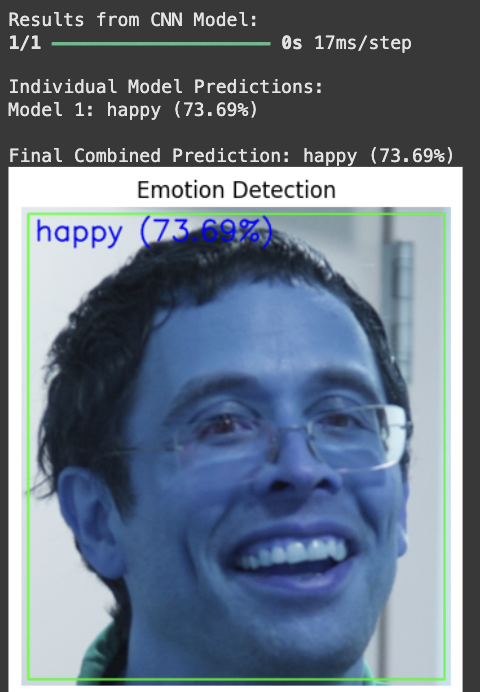 Results from CNN Model:
1/1 ━━━━━━━━━━━━━━━━━━━━ 0s 17ms/step
Individual Model Predictions:
Model 1: happy (73.69%)
Final Combined Prediction: happy (73.69%)
Emotion Detection
happy (73.69%)